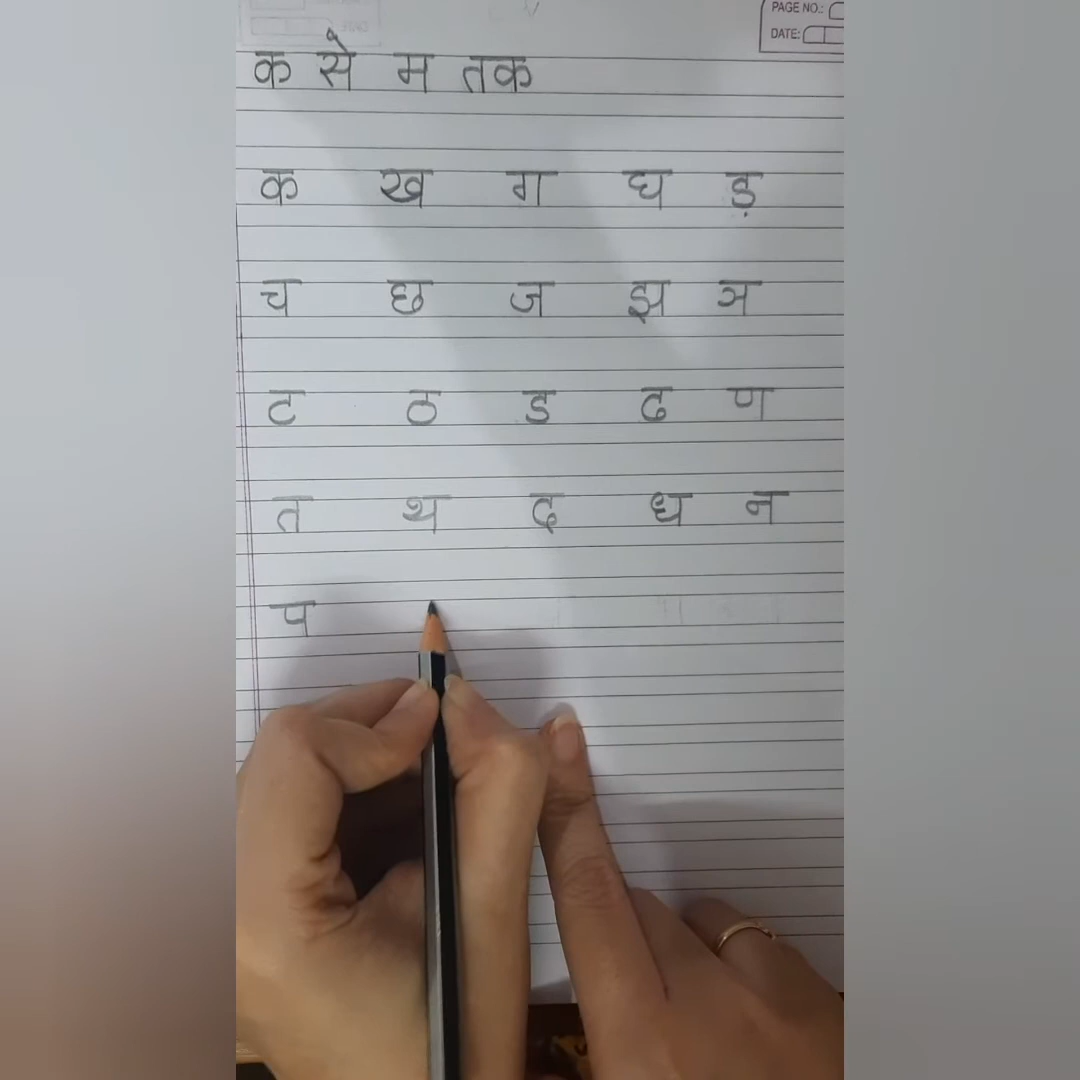 PAGE NO.:
DATE:
क से म तक
क ख ग घ ड़
च छ ज झ ञ
ट ठ ड ढ ण
त थ द ध न
प